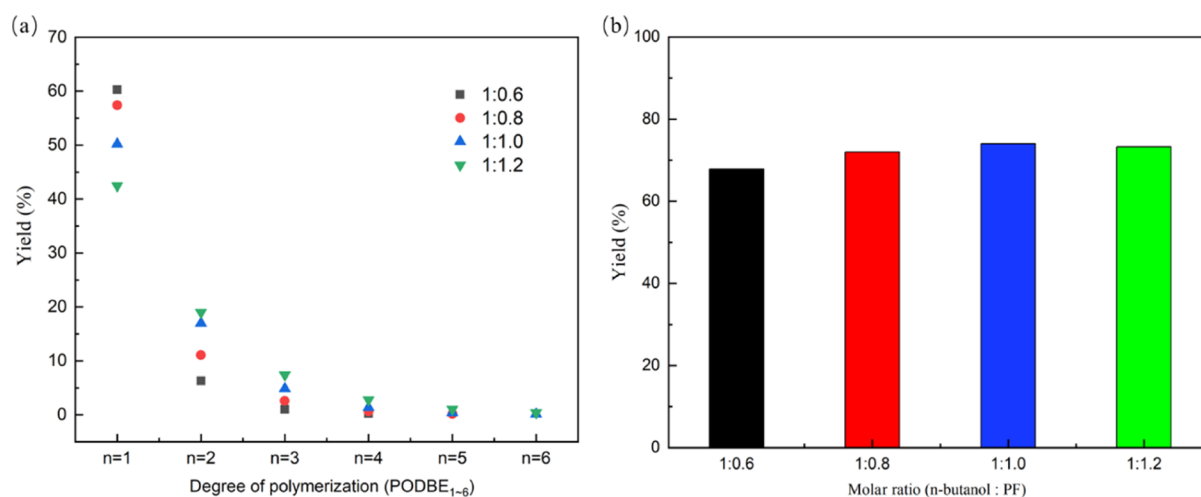 (a)
70
60
50
40
30
20
10
0
Yield (%)
1:0.6
1:0.8
1:1.0
1:1.2
n=1 n=2 n=3 n=4 n=5 n=6
Degree of polymerization (PODBE1~6)
(b)
100
80
60
40
20
0
Yield (%)
1:0.6 1:0.8 1:1.0 1:1.2
Molar ratio (n-butanol : PF)